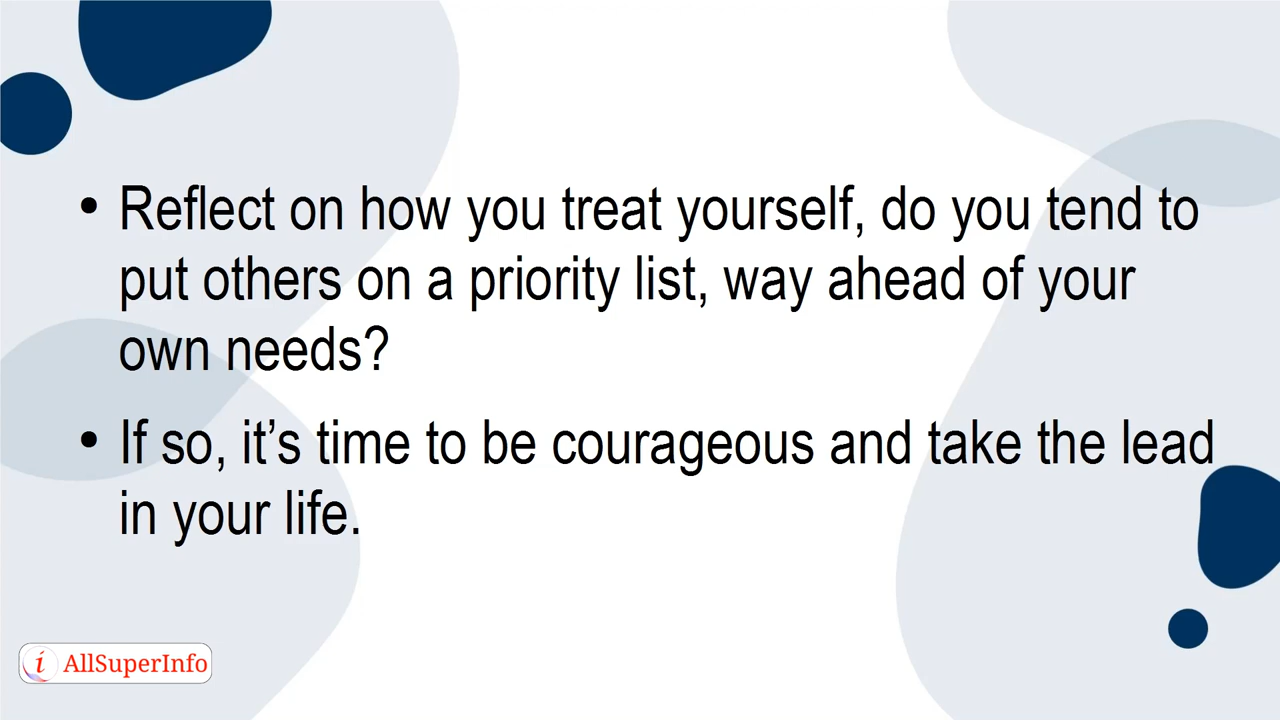 • Reflect on how you treat yourself, do you tend to
put others on a priority list, way ahead of your
own needs?
• If so, it’s time to be courageous and take the lead
in your life.
i AllSuperInfo